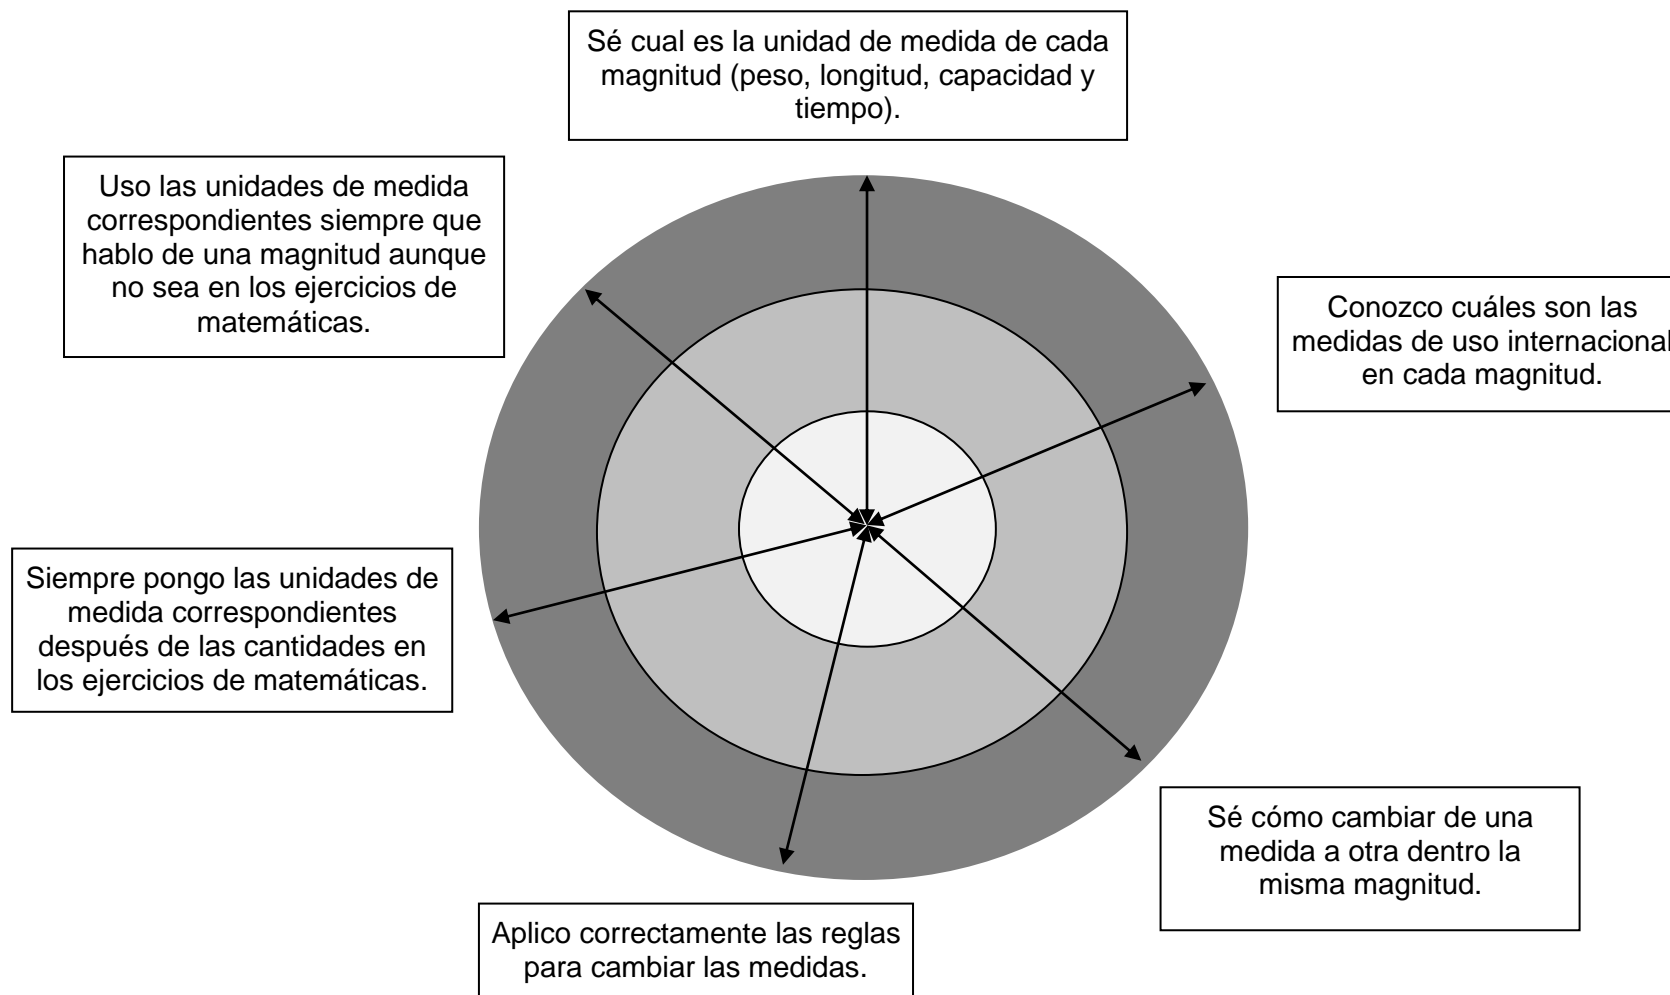 Sé cual es la unidad de medida de cada
magnitud (peso, longitud, capacidad y
tiempo).
Uso las unidades de medida
correspondientes siempre que
hablo de una magnitud aunque
no sea en los ejercicios de
matemáticas.
Conozco cuáles son las
medidas de uso internacional
en cada magnitud.
Siempre pongo las unidades de
medida correspondientes
después de las cantidades en
los ejercicios de matemáticas.
Sé cómo cambiar de una
medida a otra dentro la
misma magnitud.
Aplico correctamente las reglas
para cambiar las medidas.